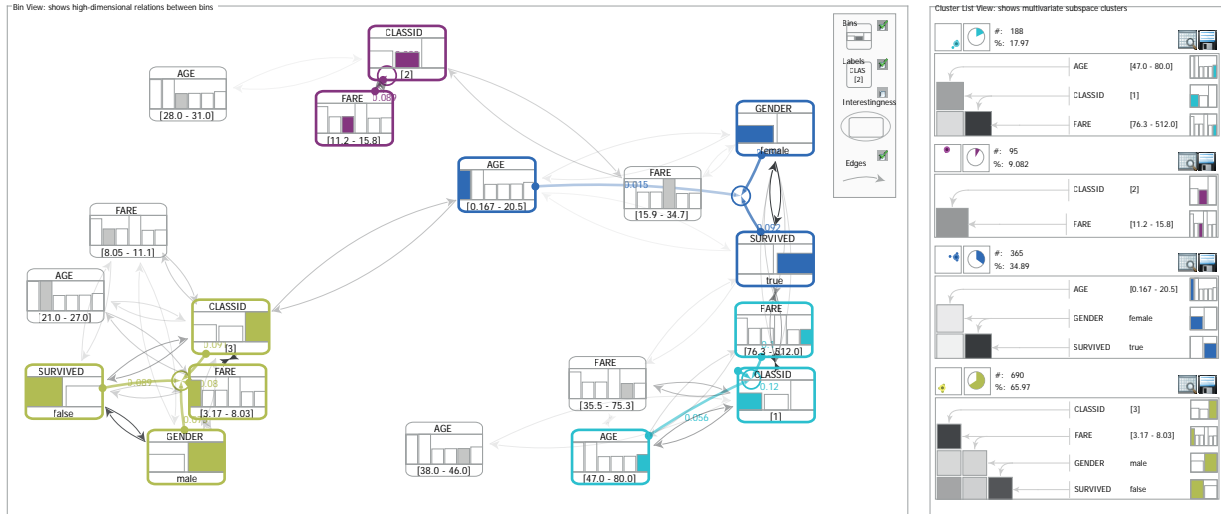 Bin View: shows high-dimensional relations between bins
CLASSID
[2]
AGE
[28.0 - 31.0]
0.089
FARE
[11.2 - 15.8]
Bins
Labels
CLAS
[2]
Interestingness
Edges
GENDER
female
AGE
[0.167 - 20.5]
0.015
FARE
[15.9 - 34.7]
0.092
SURVIVED
true
FARE
[8.05 - 11.1]
AGE
[21.0 - 27.0]
CLASSID
[3]
FARE
[76.3 - 512.0]
SURVIVED
false
0.089
0.08
FARE
[3.17 - 8.03]
FARE
[35.5 - 75.3]
CLASSID
[1]
0.12
0.056
GENDER
male
AGE
[38.0 - 46.0]
AGE
[47.0 - 80.0]
Cluster List View: shows multivariate subspace clusters
#: 188
%: 17.97
AGE [47.0 - 80.0]
CLASSID [1]
FARE [76.3 - 512.0]
#: 95
%: 9.082
CLASSID [2]
FARE [11.2 - 15.8]
#: 365
%: 34.89
AGE [0.167 - 20.5]
GENDER female
SURVIVED true
#: 690
%: 65.97
CLASSID [3]
FARE [3.17 - 8.03]
GENDER male
SURVIVED false